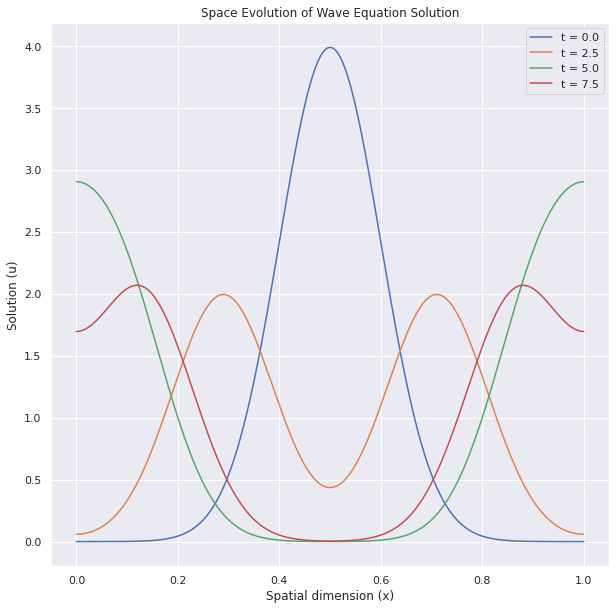 Space Evolution of Wave Equation Solution
t = 0.0
t = 2.5
t = 5.0
t = 7.5
4.0
3.5
3.0
2.5
2.0
1.5
1.0
0.5
0.0
Solution (u)
0.0 0.2 0.4 0.6 0.8 1.0
Spatial dimension (x)